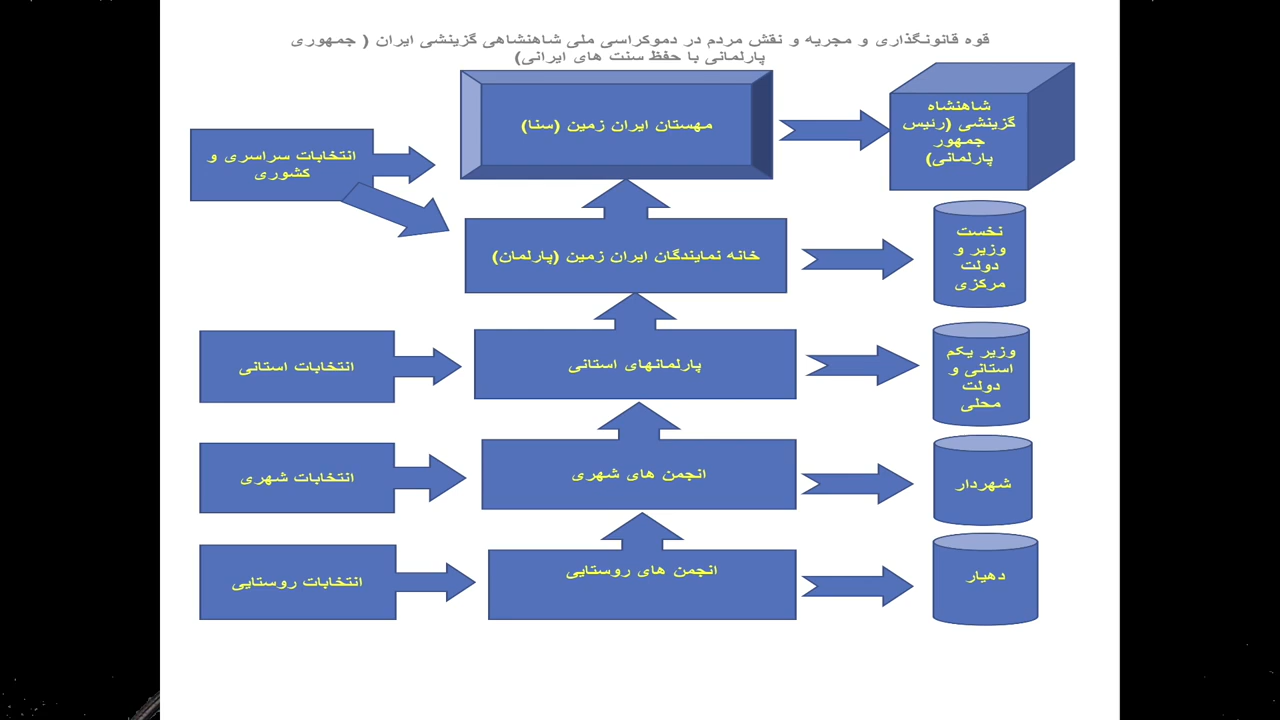 قوه قانونگذاری و مجریه و نقش مردم در دموکراسی ملی شاهنشاهی گزینشی ایران ( جمهوری
پارلمانی با حفظ سنت های ایرانی)
شاهنشاه
گزینشی (رئیس
جمهور
پارلمانی)
مهستان ایران زمین (سنا)
انتخابات سراسری و
کشوری
نخست
وزیر و
دولت
مرکزی
خانه نمایندگان ایران زمین (پارلمان)
وزیر یکم
استانی و
دولت
محلی
پارلمانهای استانی
انتخابات استانی
شهردار
انجمن های شهری
انتخابات شهری
دهیار
انجمن های روستایی
انتخابات روستایی